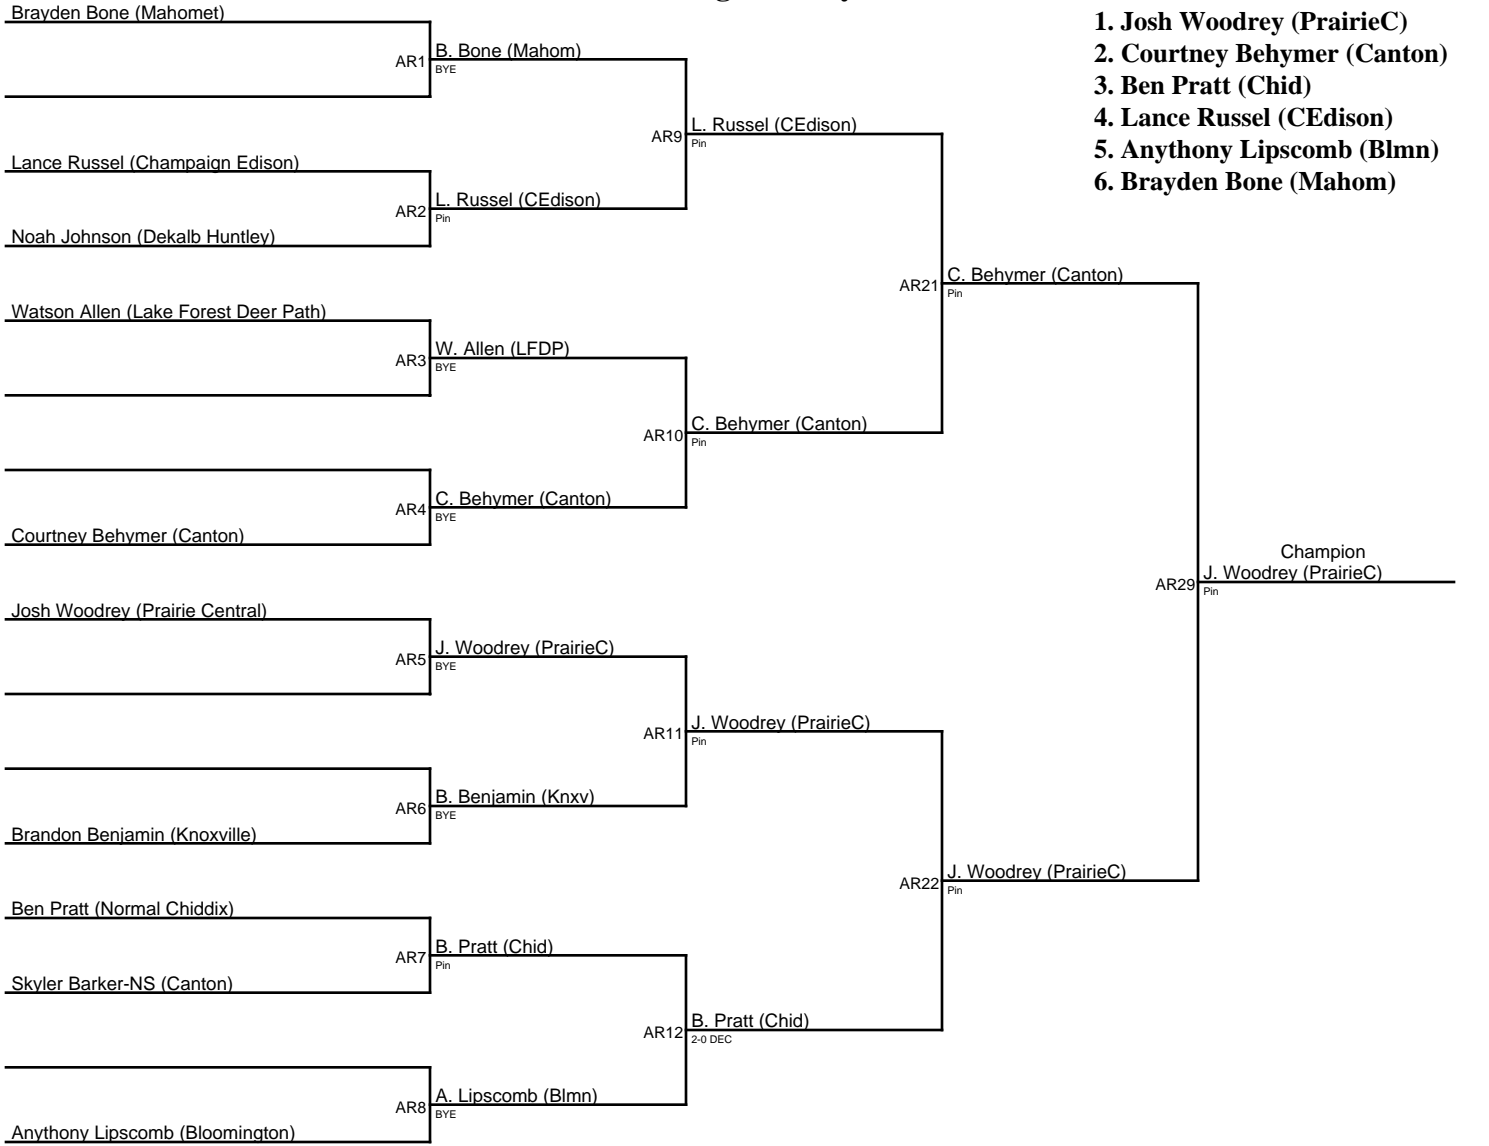 1. Josh Woodrey (PrairieC)
2. Courtney Behymer (Canton)
3. Ben Pratt (Chid)
4. Lance Russel (CEdison)
5. Anythony Lipscomb (Blmn)
6. Brayden Bone (Mahom)
Brayden Bone (Mahomet)
AR1
B. Bone (Mahom)
BYE
Lance Russel (Champaign Edison)
AR2
L. Russel (CEdison)
Pin
Noah Johnson (Dekalb Huntley)
AR9
L. Russel (CEdison)
Pin
Watson Allen (Lake Forest Deer Path)
AR3
W. Allen (LFDP)
BYE
AR10
C. Behymer (Canton)
Pin
AR4
C. Behymer (Canton)
BYE
Courtney Behymer (Canton)
AR21
C. Behymer (Canton)
Pin
Josh Woodrey (Prairie Central)
AR5
J. Woodrey (PrairieC)
BYE
AR11
J. Woodrey (PrairieC)
Pin
AR6
B. Benjamin (Knxv)
BYE
Brandon Benjamin (Knoxville)
AR22
J. Woodrey (PrairieC)
Pin
Ben Pratt (Normal Chiddix)
AR7
B. Pratt (Chid)
Pin
Skyler Barker-NS (Canton)
AR12
B. Pratt (Chid)
2-0 DEC
AR8
A. Lipscomb (Blmn)
BYE
Anythony Lipscomb (Bloomington)
Champion
AR29
J. Woodrey (PrairieC)
Pin